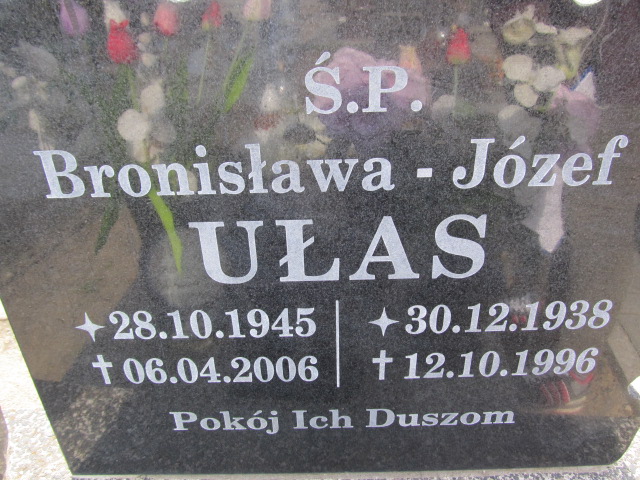 Ś.P.
Bronisława - Józef
UŁAS
✦ 28.10.1945 ✦ 30.12.1938
✝ 06.04.2006 ✝ 12.10.1996
Pokój Ich Duszom